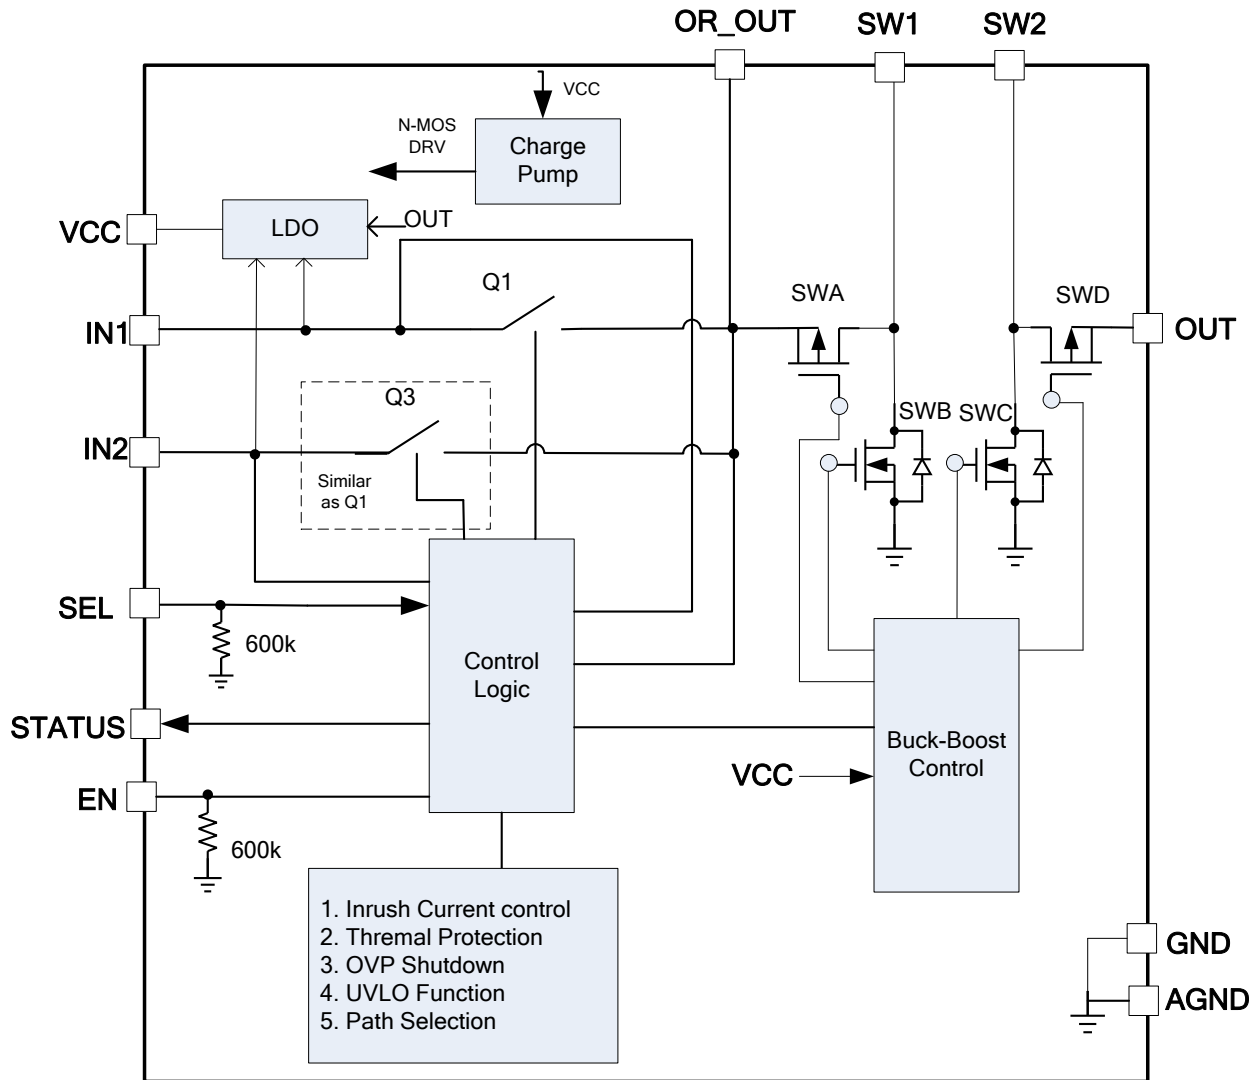 OR_OUT
SW1
SW2
VCC
N-MOS
DRV
Charge
Pump
VCC
LDO
OUT
Q1
SWA
SWD
IN1
OUT
Q3
SWB
SWC
IN2
Similar
as Q1
SEL
600k
Control
Logic
STATUS
Buck-Boost
Control
VCC
EN
600k
1. Inrush Current control
2. Thremal Protection
3. OVP Shutdown
4. UVLO Function
5. Path Selection
GND
AGND